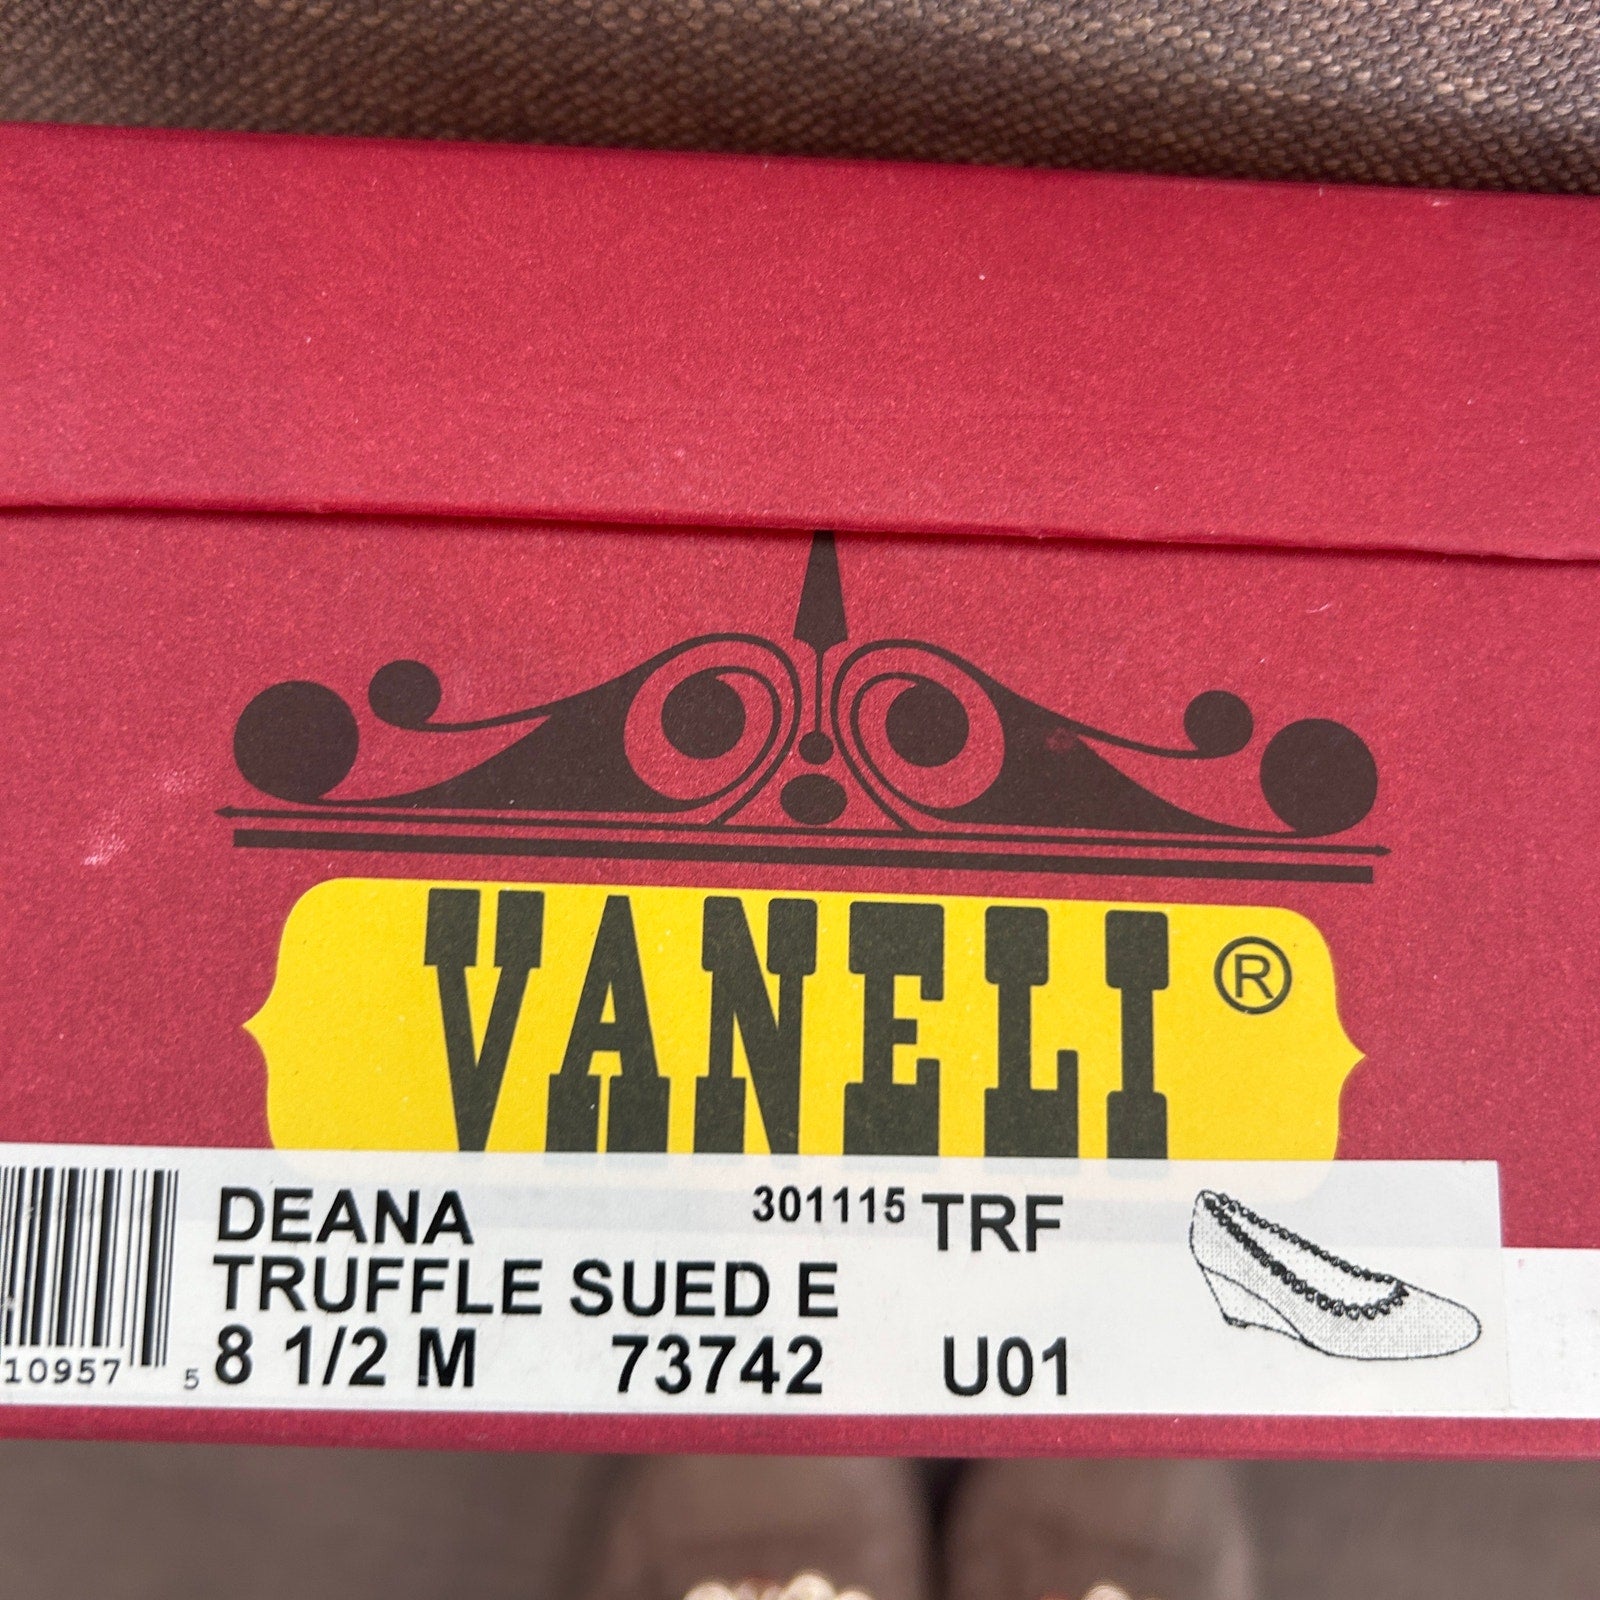 VANELI ®
DEANA 301115 TRF
TRUFFLE SUED E
10957 5 8 1/2 M 73742 U01